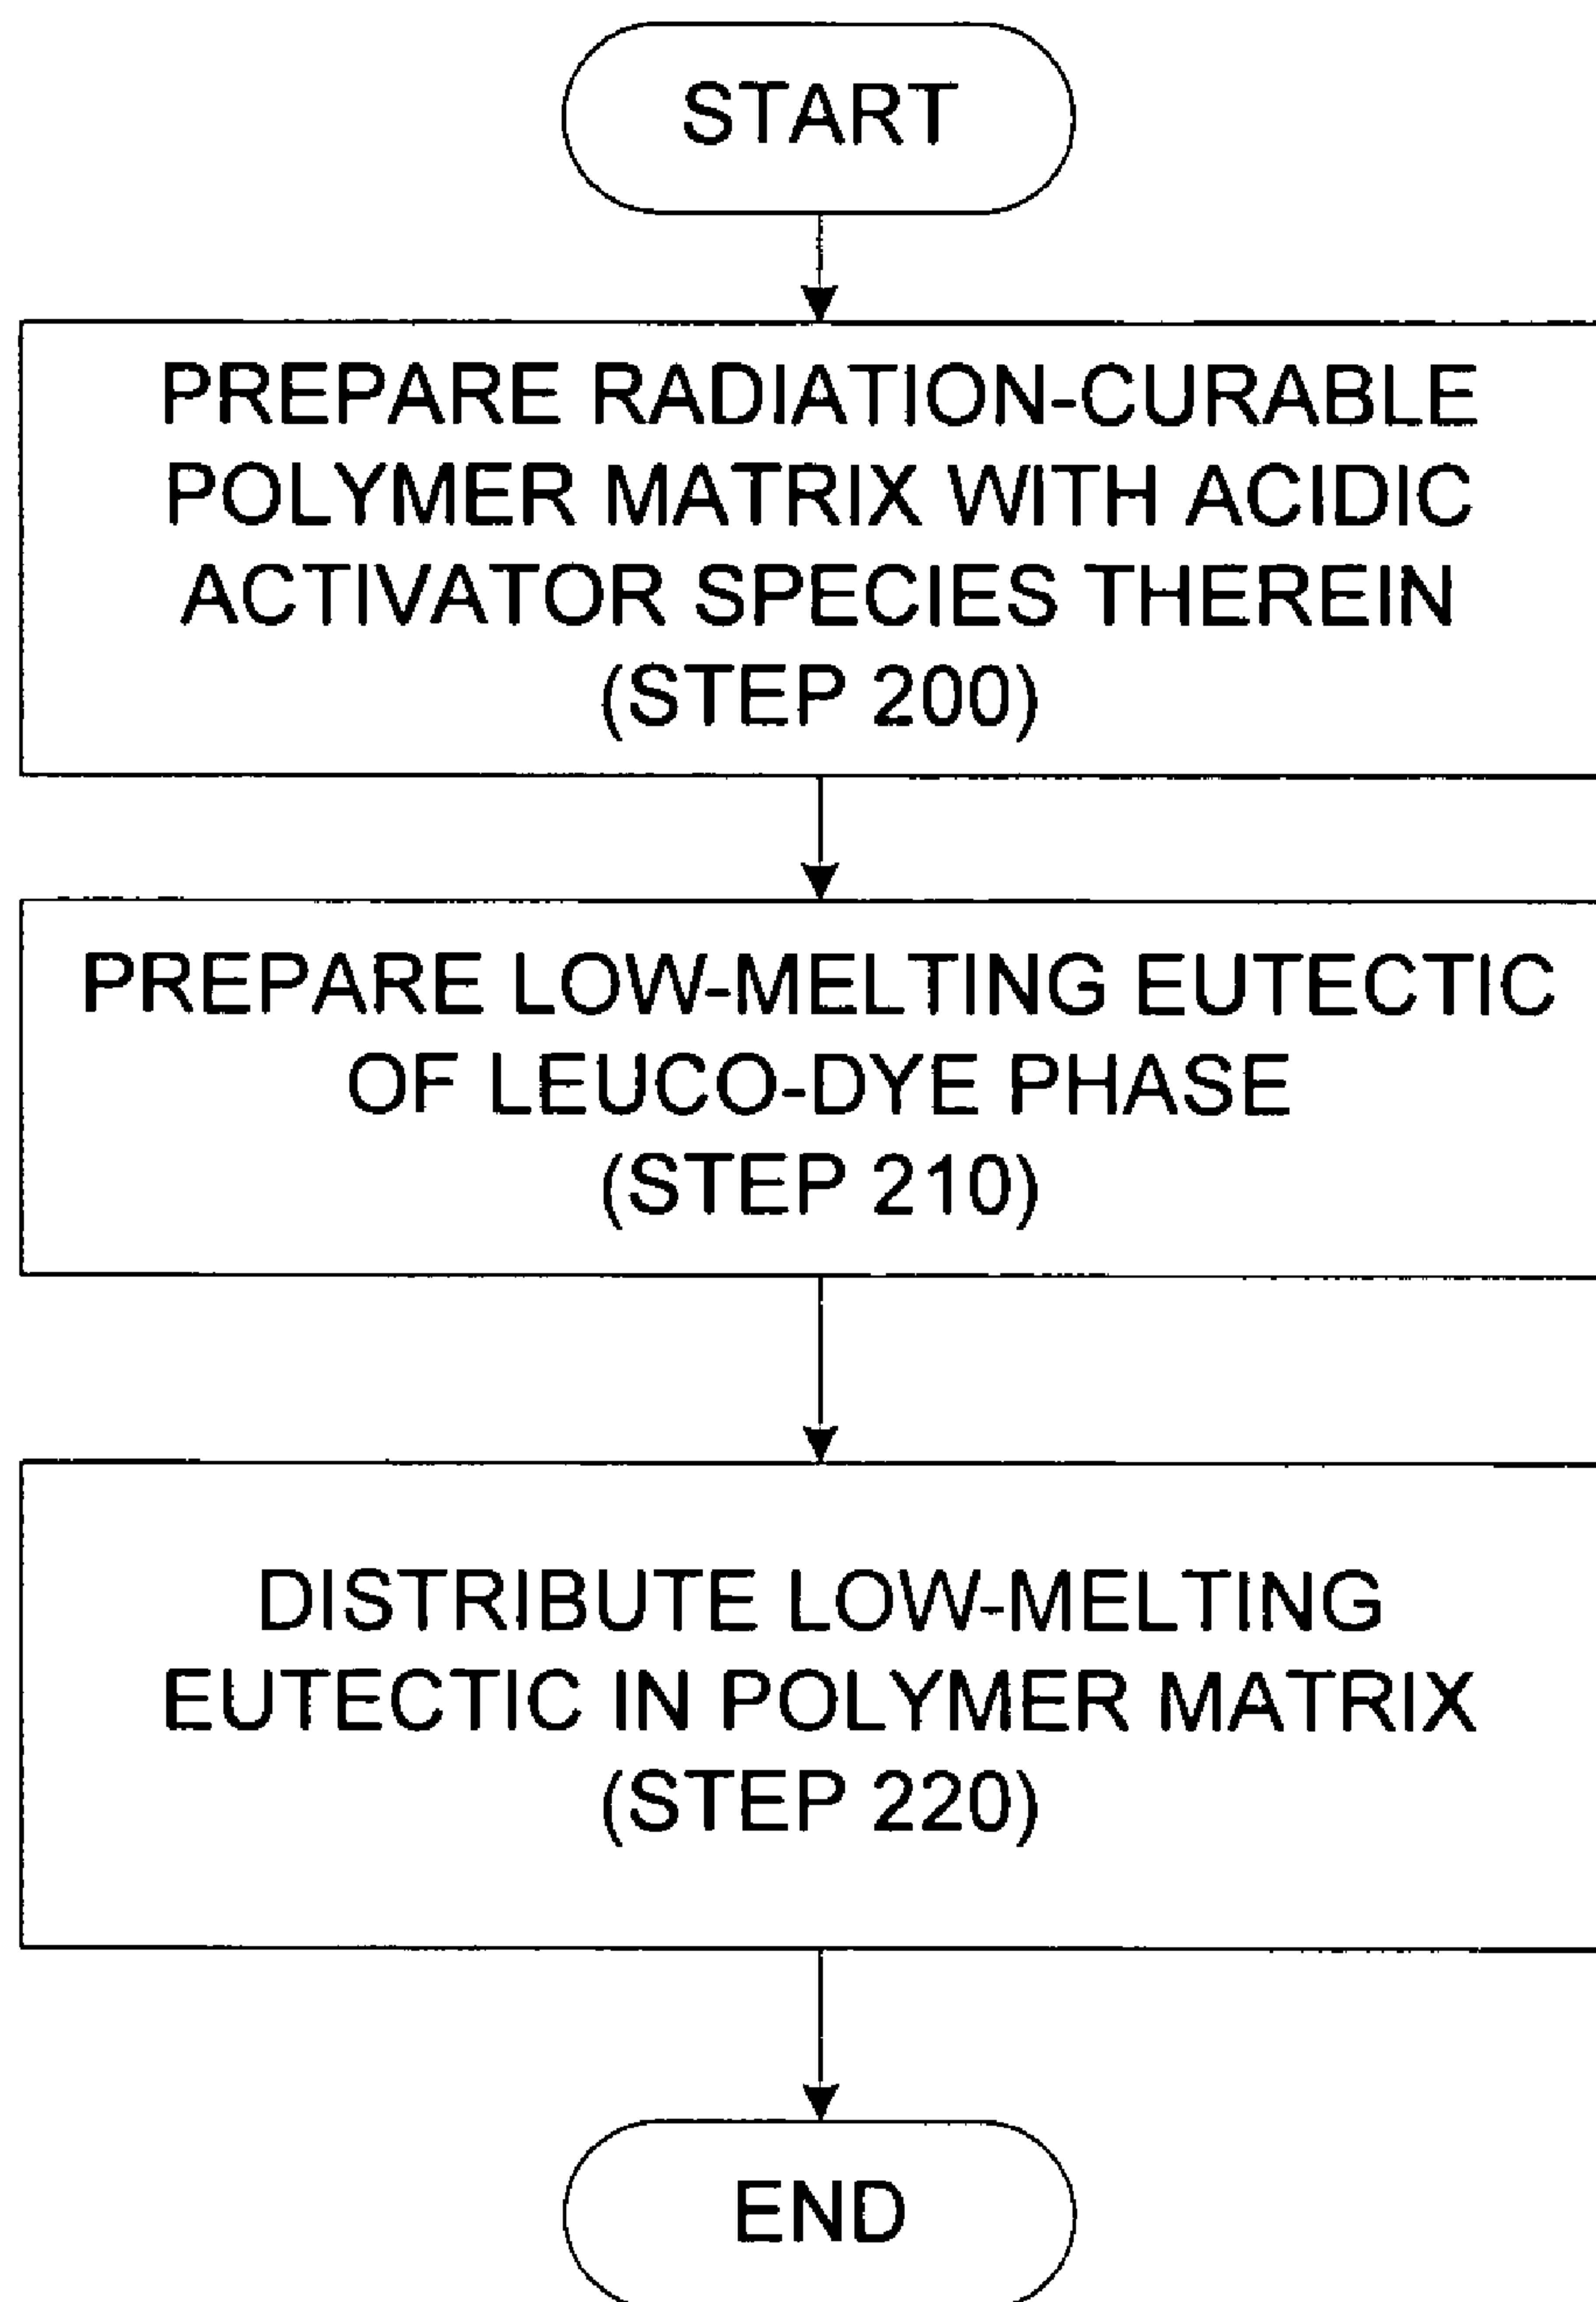 START
PREPARE RADIATION-CURABLE
POLYMER MATRIX WITH ACIDIC
ACTIVATOR SPECIES THEREIN
(STEP 200)
PREPARE LOW-MELTING EUTECTIC
OF LEUCO-DYE PHASE
(STEP 210)
DISTRIBUTE LOW-MELTING
EUTECTIC IN POLYMER MATRIX
(STEP 220)
END